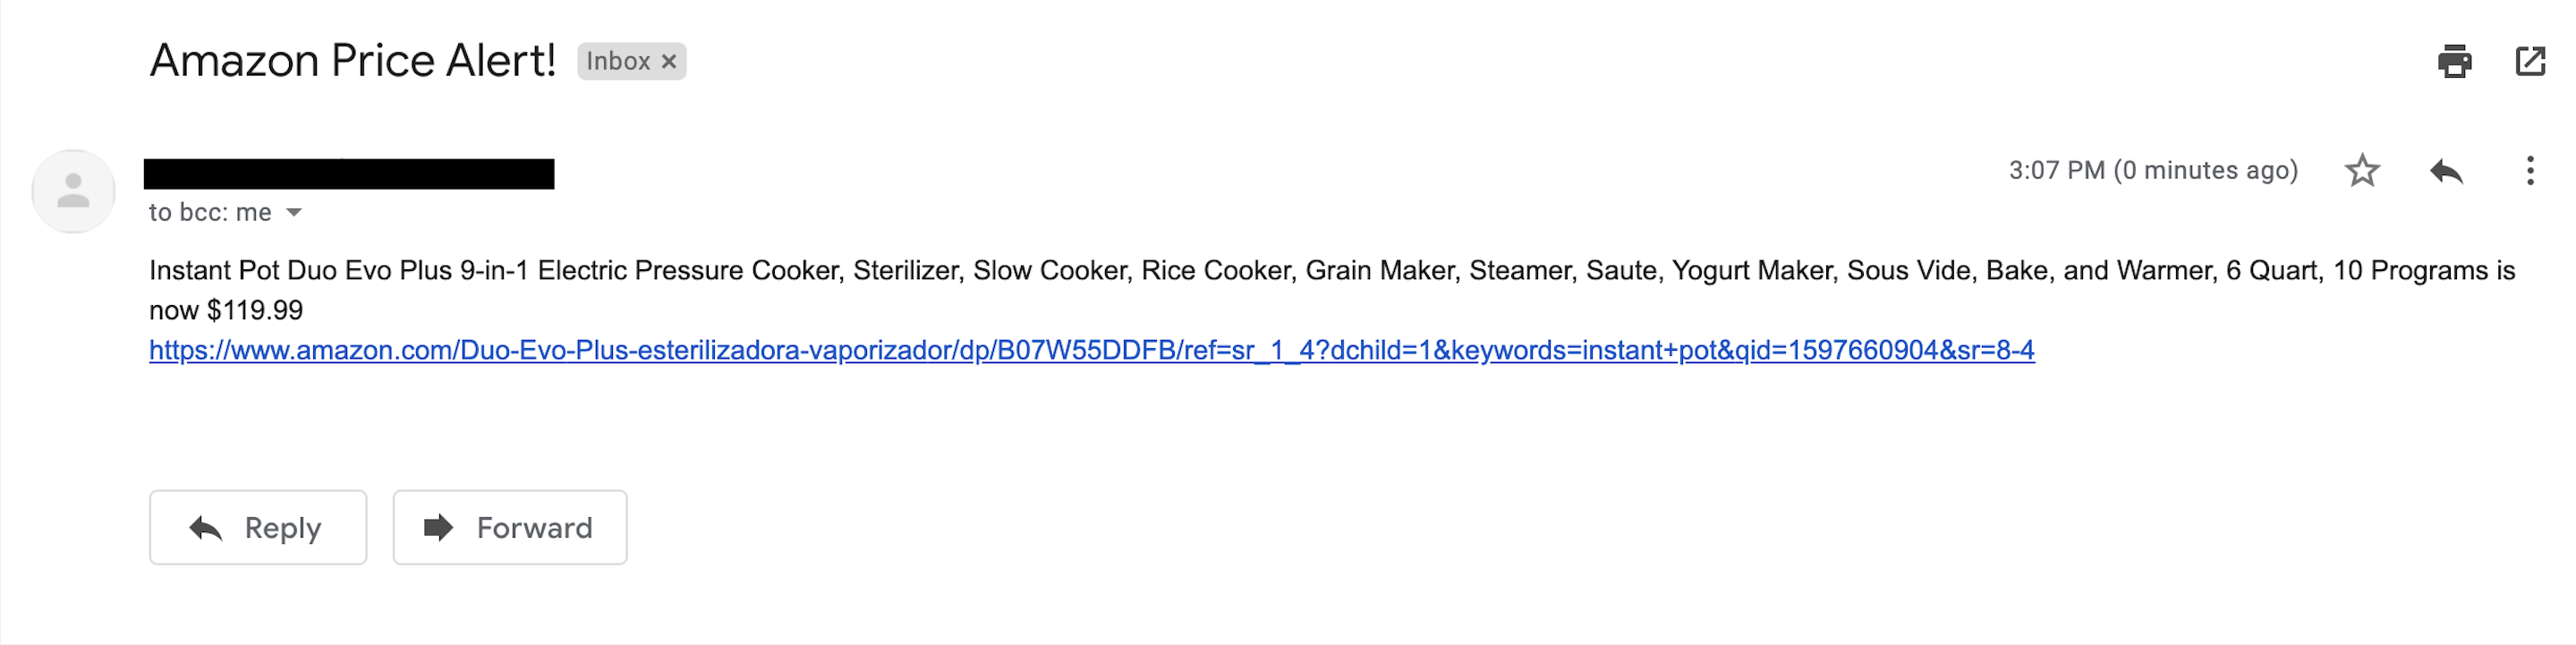 Amazon Price Alert! Inbox ×
3:07 PM (0 minutes ago)
to bcc: me
Instant Pot Duo Evo Plus 9-in-1 Electric Pressure Cooker, Sterilizer, Slow Cooker, Rice Cooker, Grain Maker, Steamer, Saute, Yogurt Maker, Sous Vide, Bake, and Warmer, 6 Quart, 10 Programs is
now $119.99
https://www.amazon.com/Duo-Evo-Plus-esterilizadora-vaporizador/dp/B07W55DDFB/ref=sr_1_4?dchild=1&keywords=instant+pot&qid=1597660904&sr=8-4
Reply Forward